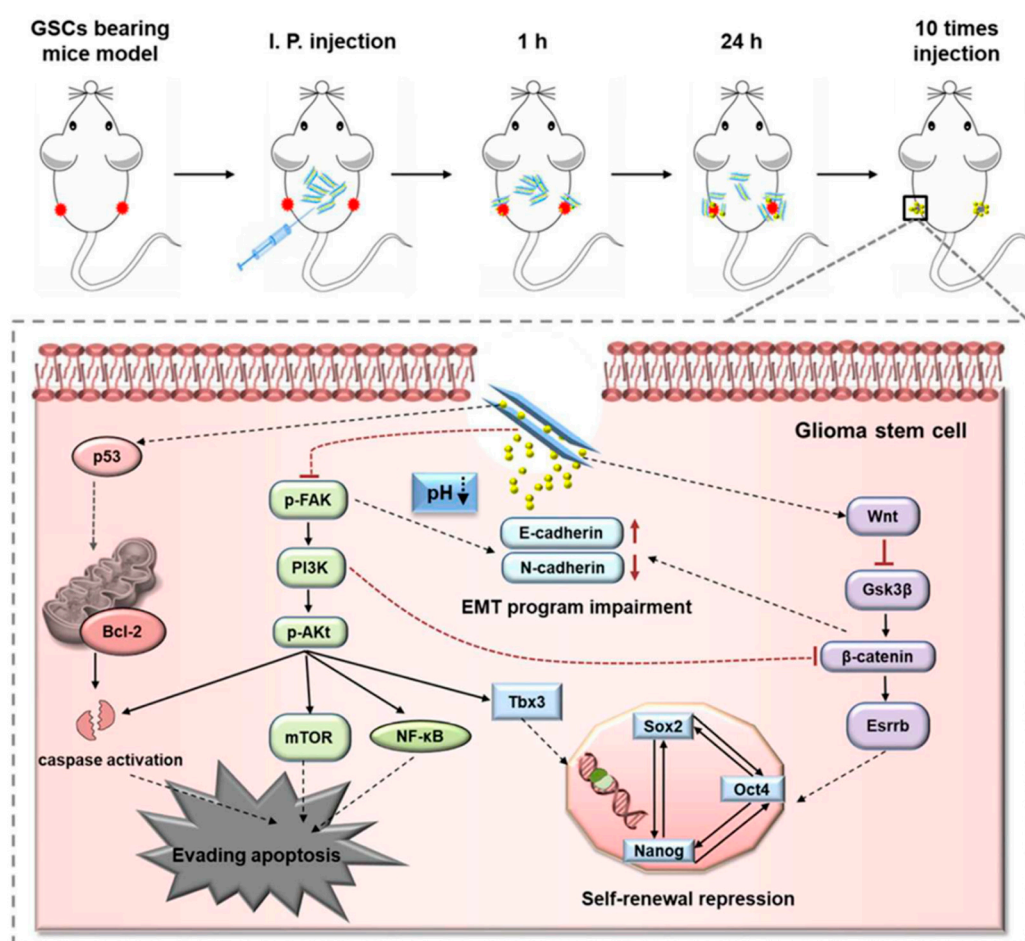 GSCs bearing
mice model
I. P. injection
1 h
24 h
10 times
injection
Glioma stem cell
p53
p-FAK
pH
E-cadherin
N-cadherin
EMT program impairment
Wnt
PI3K
Gsk3β
Bcl-2
p-AKt
β-catenin
Tbx3
Esrrb
mTOR
NF-κB
caspase activation
Sox2
Oct4
Nanog
Evading apoptosis
Self-renewal repression